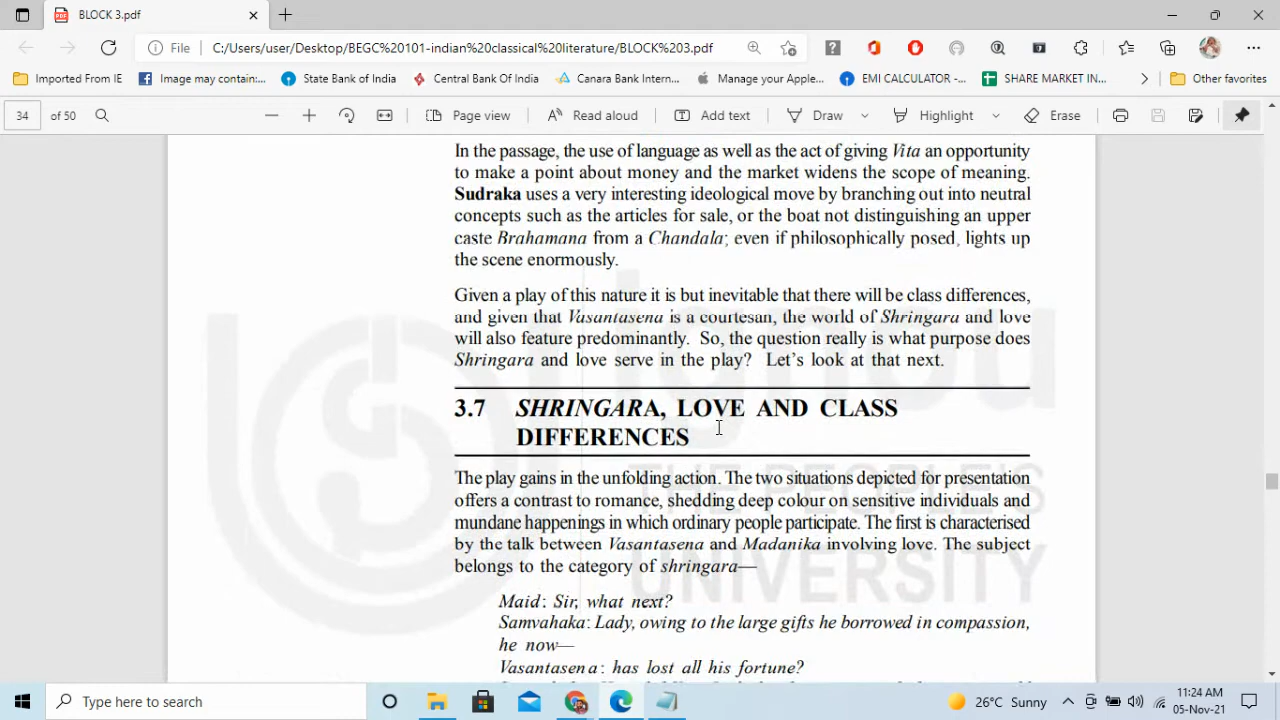 BLOCK 3.pdf
File C:/Users/user/Desktop/BEGC%20101-indian%20classical%20literature/BLOCK%203.pdf
Imported From IE Image may contain:... State Bank of India Central Bank Of India Canara Bank Intern... Manage your Apple... EMI CALCULATOR -... SHARE MARKET IN... Other favorites
34 of 50 Page view Read aloud Add text Draw Highlight Erase
In the passage, the use of language as well as the act of giving Vita an opportunity
to make a point about money and the market widens the scope of meaning.
Sudraka uses a very interesting ideological move by branching out into neutral
concepts such as the articles for sale, or the boat not distinguishing an upper
caste Brahamana from a Chandala; even if philosophically posed, lights up
the scene enormously.
Given a play of this nature it is but inevitable that there will be class differences,
and given that Vasantasena is a courtesan, the world of Shringara and love
will also feature predominantly. So, the question really is what purpose does
Shringara and love serve in the play? Let's look at that next.
3.7 SHRINGARA, LOVE AND CLASS
DIFFERENCES
The play gains in the unfolding action. The two situations depicted for presentation
offers a contrast to romance, shedding deep colour on sensitive individuals and
mundane happenings in which ordinary people participate. The first is characterised
by the talk between Vasantasena and Madanika involving love. The subject
belongs to the category of shringara—
Maid: Sir, what next?
Samvahaka: Lady, owing to the large gifts he borrowed in compassion,
he now—
Vasantasena: has lost all his fortune?
ignou
THE PEOPLE'S
UNIVERSITY
Type here to search 26°C Sunny 11:24 AM
05-Nov-21